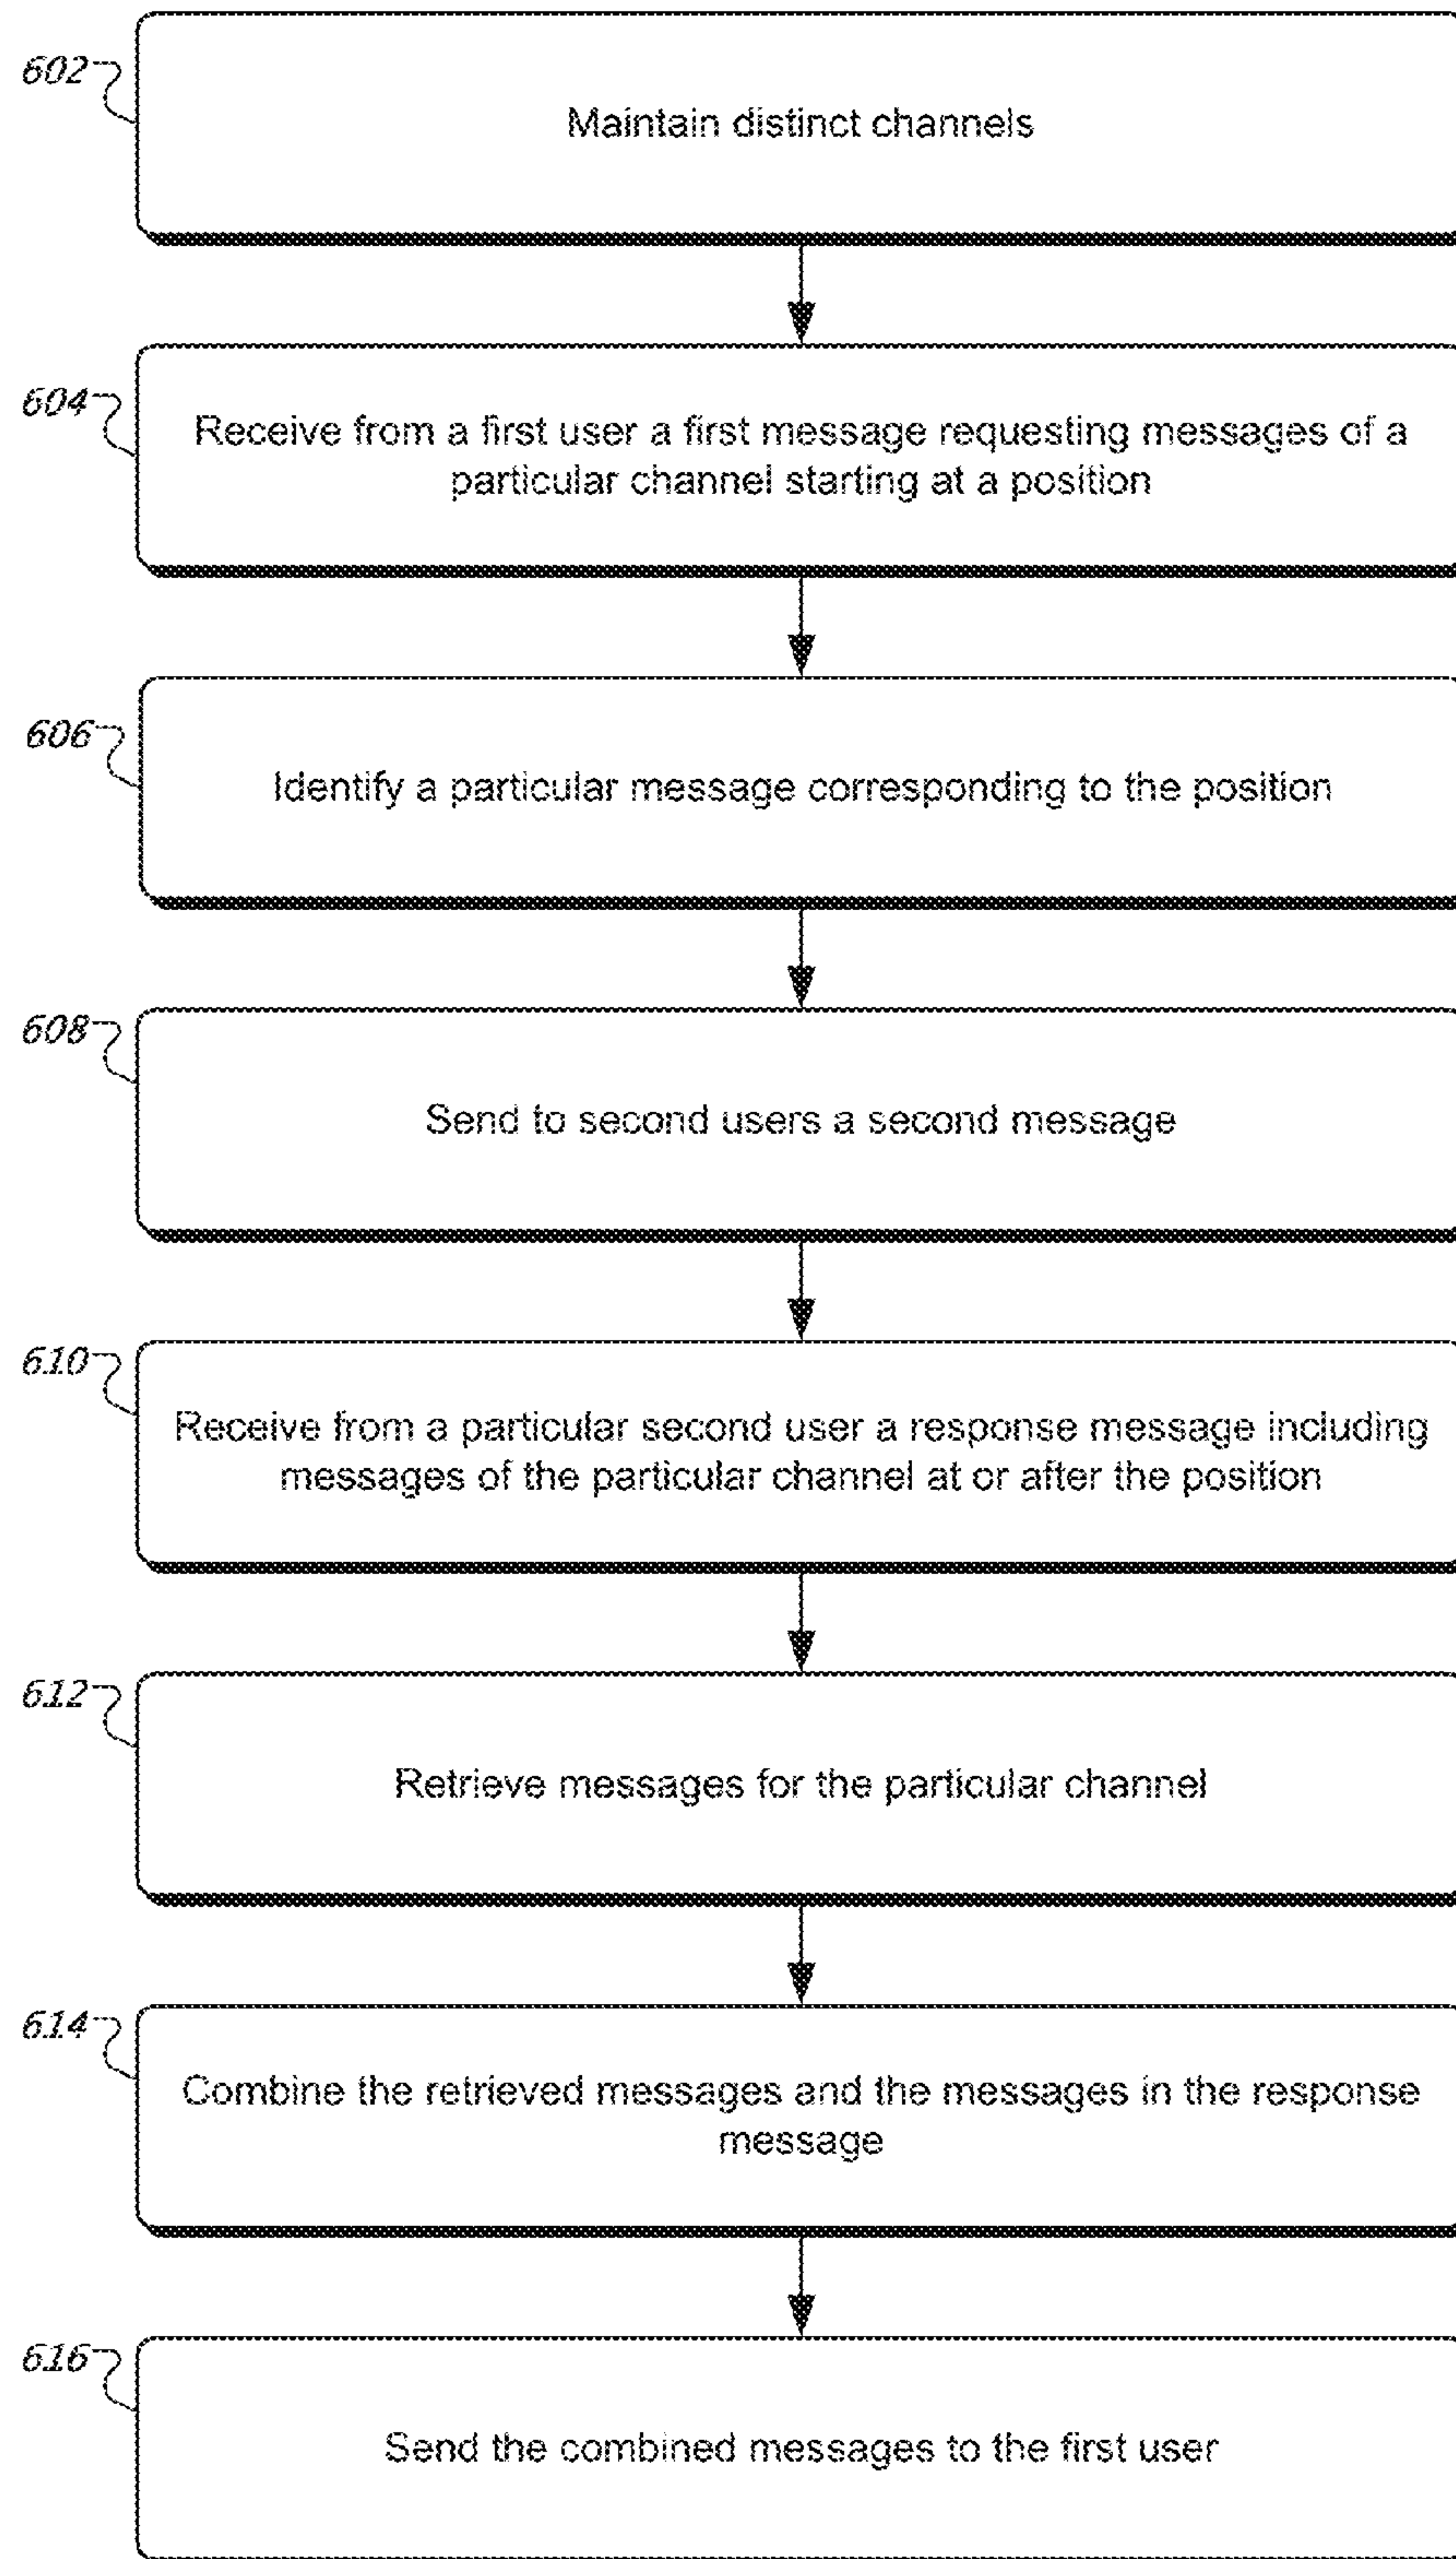 602
Maintain distinct channels
604
Receive from a first user a first message requesting messages of a
particular channel starting at a position
606
Identify a particular message corresponding to the position
608
Send to second users a second message
610
Receive from a particular second user a response message including
messages of the particular channel at or after the position
612
Retrieve messages for the particular channel
614
Combine the retrieved messages and the messages in the response
message
616
Send the combined messages to the first user